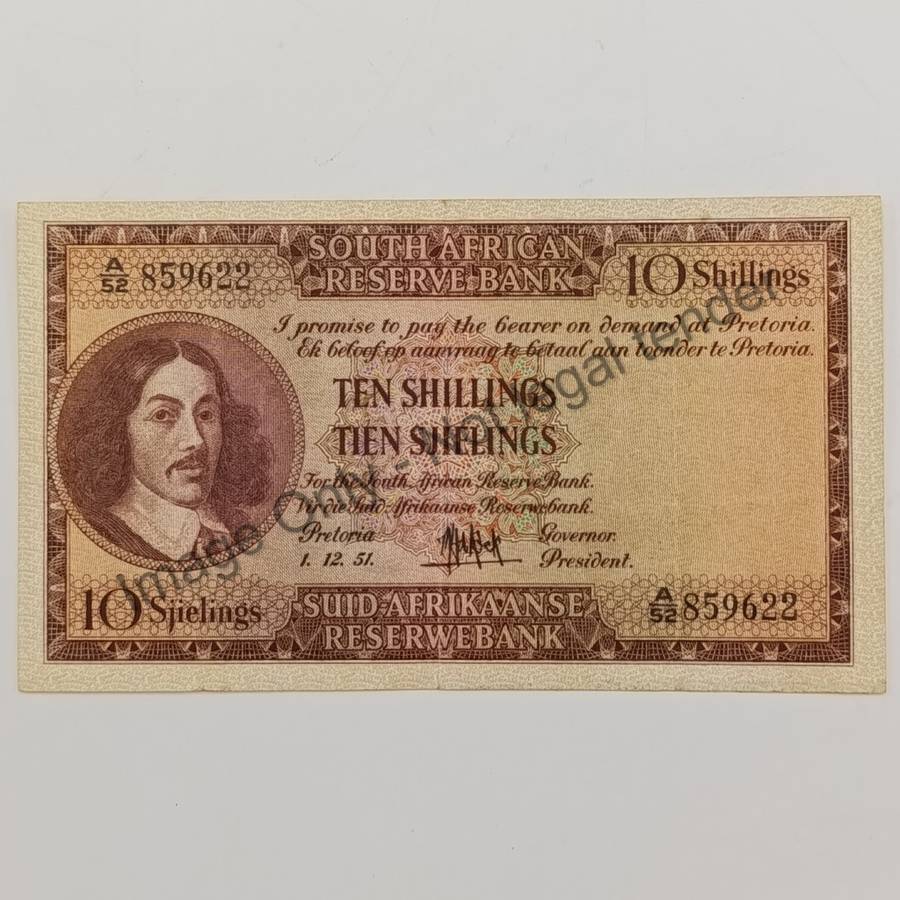 SOUTH AFRICAN
RESERVE BANK
A/52 859622
10 Shillings
I promise to pay the bearer on demand at Pretoria.
Ek beloof op aanvraag te betaal aan toonder te Pretoria.
TEN SHILLINGS
TIEN SJIELINGS
For the South African Reserve Bank.
Vir die Suid-Afrikaanse Reserwebank.
Pretoria
Governor.
1. 12. 51.
President.
10 Sjielings
SUID-AFRIKAANSE
RESERWEBANK
A/52 859622
Image Only - Not legal tender